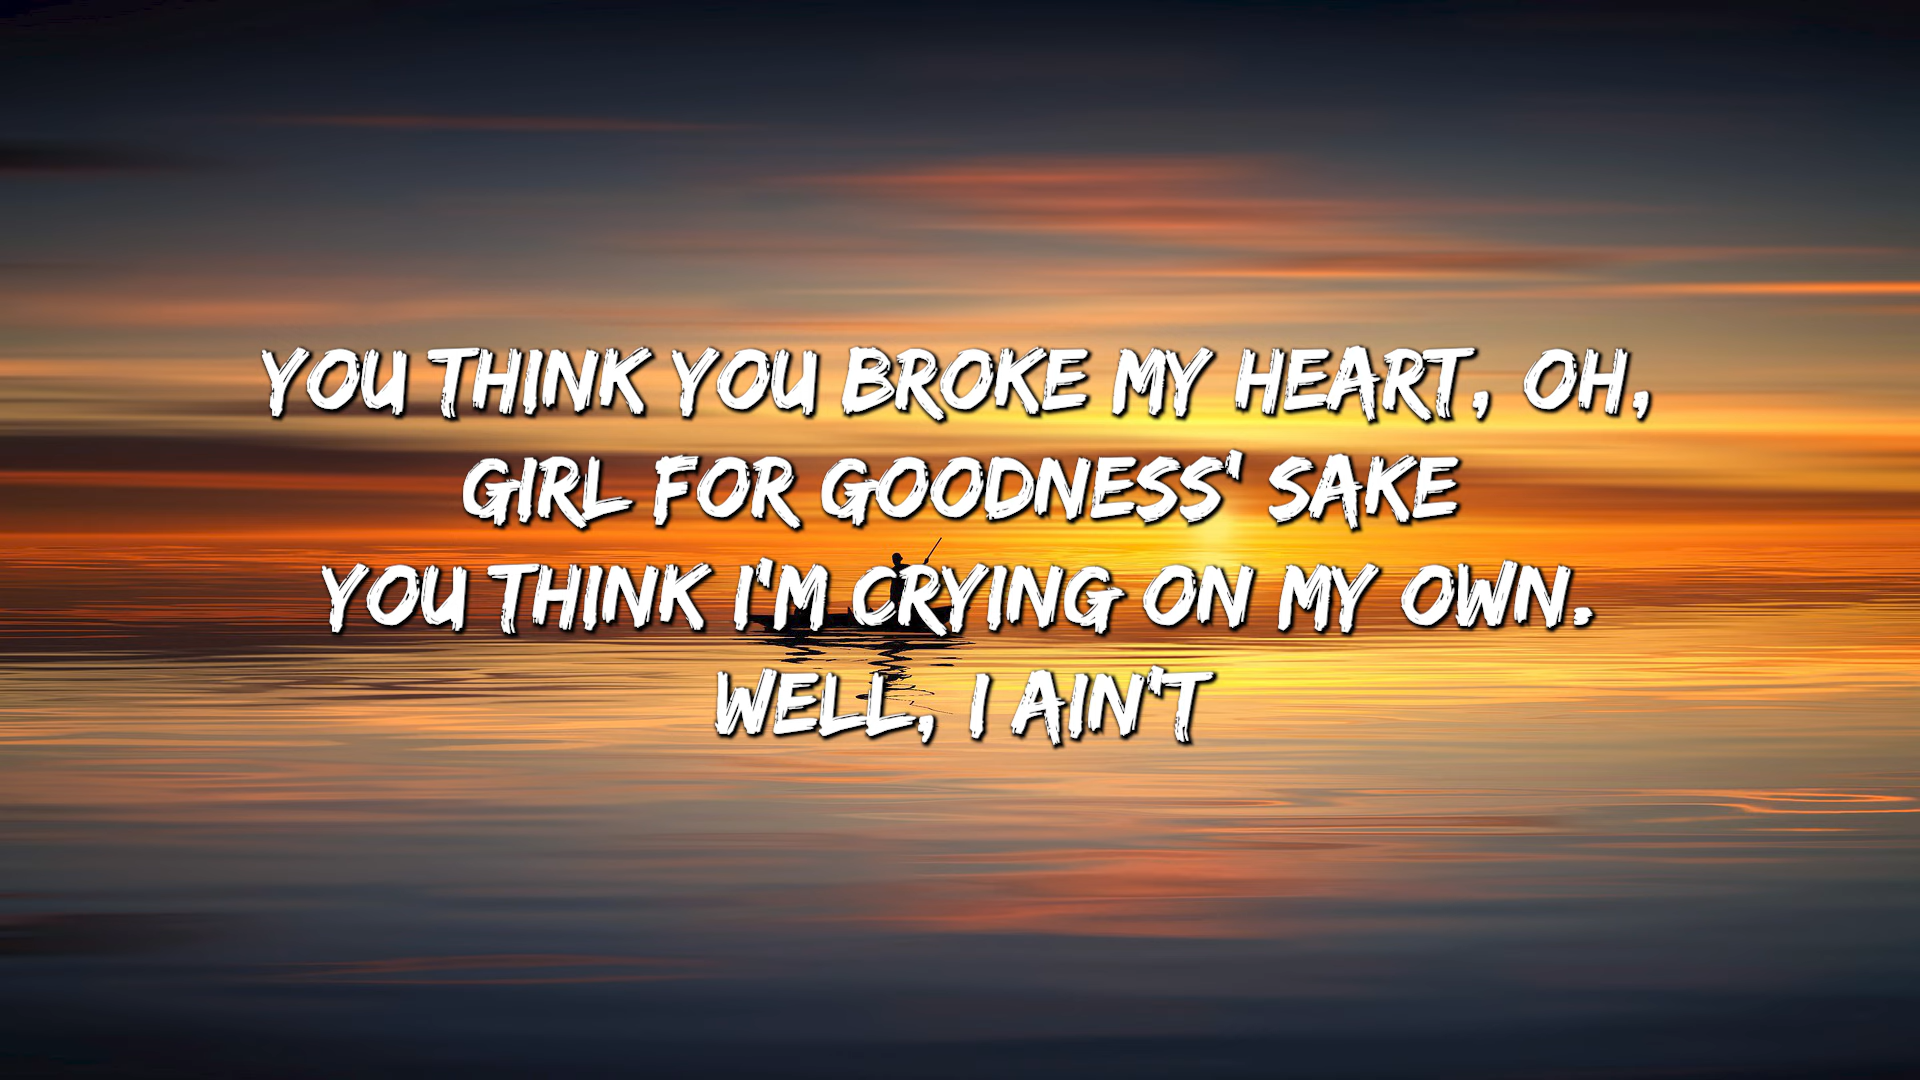 YOU THINK YOU BROKE MY HEART, OH,
GIRL FOR GOODNESS' SAKE
YOU THINK I'M CRYING ON MY OWN.
WELL, I AIN'T